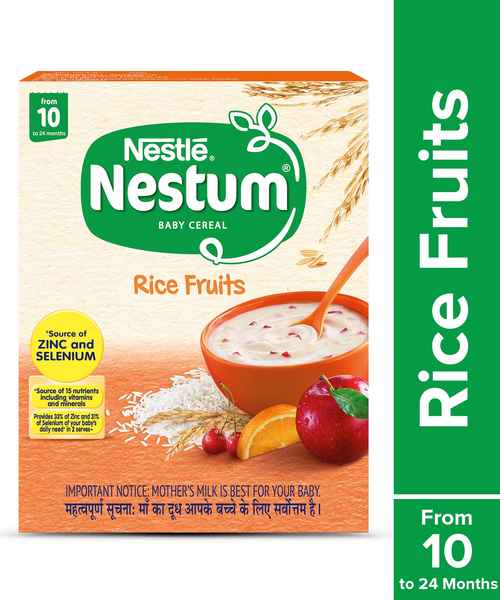 from
10
to 24 months
Nestlé®
Nestum®
BABY CEREAL
Rice Fruits
*Source of
ZINC and
SELENIUM
*Source of 15 nutrients
including vitamins
and minerals
Provides 33% of Zinc and 31%
of Selenium of your baby's
daily need^ in 2 serves~
IMPORTANT NOTICE: MOTHER'S MILK IS BEST FOR YOUR BABY.
महत्वपूर्ण सूचना: माँ का दूध आपके बच्चे के लिए सर्वोत्तम है।
Rice Fruits
From
10
to 24 Months